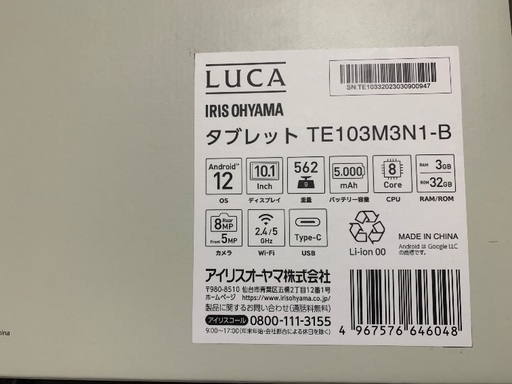 LUCA
IRIS OHYAMA
SN:TE10332023030900947
タブレット TE103M3N1-B
Android™ 12
OS
10.1 Inch
ディスプレイ
562 g
重量
5.000 mAh
バッテリー容量
8 Core
CPU
RAM 3GB
ROM 32GB
RAM/ROM
8MP Rear
Front 5MP
カメラ
2.4/5 GHz
Wi-Fi
Type-C
USB
Li-ion 00
MADE IN CHINA
Android は Google LLC
の商標です。
アイリスオーヤマ株式会社
〒980-8510 仙台市青葉区五橋2丁目12番1号
ホームページ https://www.irisohyama.co.jp/
製品に関するお問い合わせ(通話料無料)
アイリスコール 0800-111-3155
9:00〜17:00(年末年始・会社都合による休日を除く)
4 967576 646048
hina